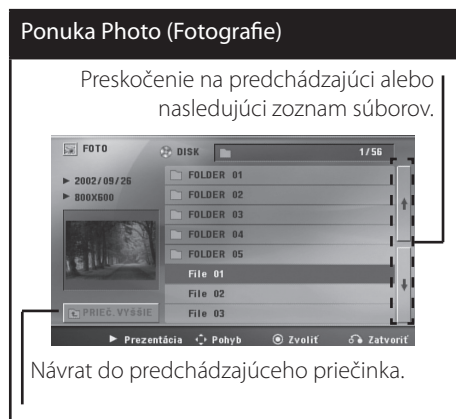 Ponuka Photo (Fotografie)
Preskočenie na predchádzajúci alebo
nasledujúci zoznam súborov.
FOTO
DISK
1/56
2002/09/26
800X600
FOLDER 01
FOLDER 02
FOLDER 03
FOLDER 04
FOLDER 05
File 01
File 02
File 03
PRIEČ.VYššIE
Prezentácia Pohyb Zvoliť Zatvoriť
Návrat do predchádzajúceho priečinka.